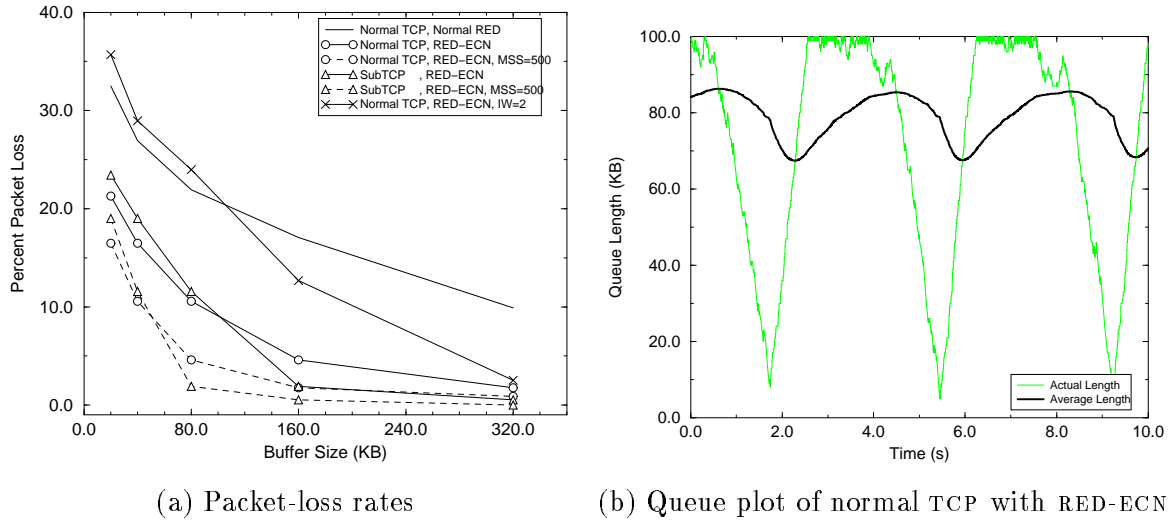 40.0
30.0
20.0
10.0
0.0
Percent Packet Loss
0.0
80.0
160.0
240.0
320.0
Buffer Size (KB)
Normal TCP, Normal RED
Normal TCP, RED−ECN
Normal TCP, RED−ECN, MSS=500
SubTCP , RED−ECN
SubTCP , RED−ECN, MSS=500
Normal TCP, RED−ECN, IW=2
(a) Packet-loss rates
100.0
80.0
60.0
40.0
20.0
0.0
Queue Length (KB)
0.0
2.0
4.0
6.0
8.0
10.0
Time (s)
Actual Length
Average Length
(b) Queue plot of normal TCP with RED-ECN